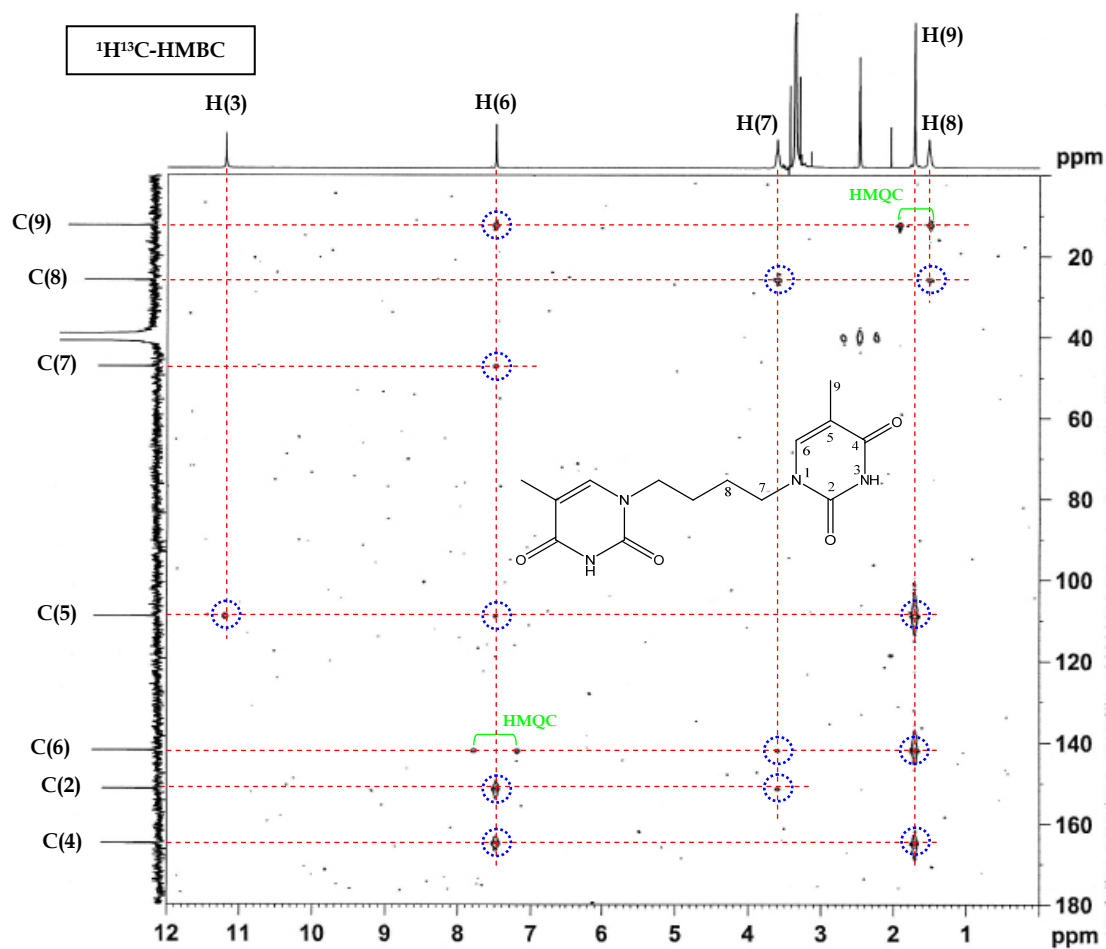 ¹H¹³C-HMBC
H(3)
H(6)
H(7)
H(9)
H(8)
ppm
C(9)
HMQC
20
C(8)
40
C(7)
60
80
9
O
5
4
6
N
1
3
NH
2
7
8
O
N
O
NH
O
100
C(5)
120
HMQC
C(6)
140
C(2)
160
C(4)
180
12 11 10 9 8 7 6 5 4 3 2 1 ppm